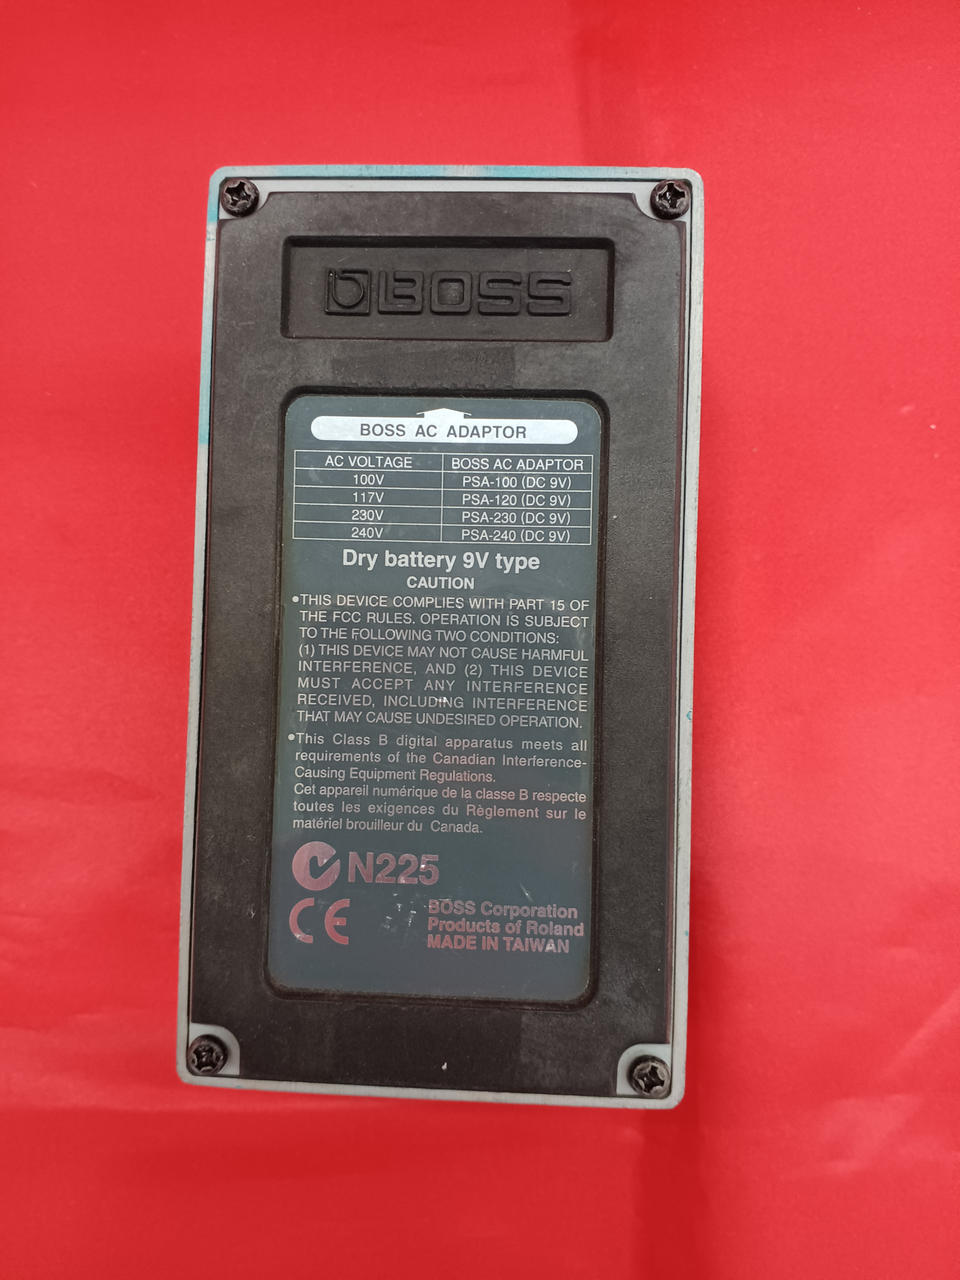 BOSS
BOSS AC ADAPTOR
AC VOLTAGE BOSS AC ADAPTOR
100V PSA-100 (DC 9V)
117V PSA-120 (DC 9V)
230V PSA-230 (DC 9V)
240V PSA-240 (DC 9V)
Dry battery 9V type
CAUTION
•THIS DEVICE COMPLIES WITH PART 15 OF
THE FCC RULES. OPERATION IS SUBJECT
TO THE FOLLOWING TWO CONDITIONS:
(1) THIS DEVICE MAY NOT CAUSE HARMFUL
INTERFERENCE, AND (2) THIS DEVICE
MUST ACCEPT ANY INTERFERENCE
RECEIVED, INCLUDING INTERFERENCE
THAT MAY CAUSE UNDESIRED OPERATION.
•This Class B digital apparatus meets all
requirements of the Canadian Interference-
Causing Equipment Regulations.
Cet appareil numérique de la classe B respecte
toutes les exigences du Règlement sur le
matériel brouilleur du Canada.
N225
CE
BOSS Corporation
Products of Roland
MADE IN TAIWAN